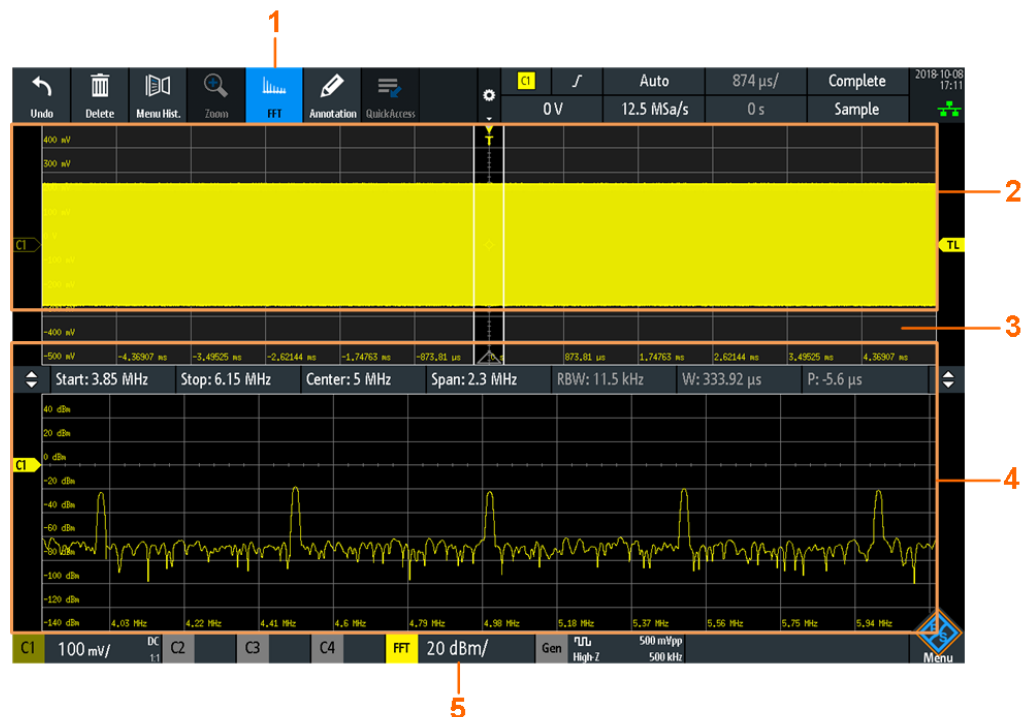 1
Undo Delete Menu Hist. Zoom FFT Annotation QuickAccess
C1 Auto 874 µs/ Complete
0 V 12.5 MSa/s 0 s Sample
2018-10-08
17:11
T
400 mV
300 mV
2
C1
TL
3
-400 mV
-500 mV -4,36907 ms -3,49525 ms -2,62144 ms -1,74763 ms -873,81 µs 873,81 µs 1,74763 ms 2,62144 ms 3,49525 ms 4,36907 ms
Start: 3.85 MHz Stop: 6.15 MHz Center: 5 MHz Span: 2.3 MHz RBW: 11.5 kHz W: 333.92 µs P: -5.6 µs
40 dBm
20 dBm
0 dBm
C1
-20 dBm
4
-40 dBm
-60 dBm
-80 dBm
-100 dBm
-120 dBm
-140 dBm 4,03 MHz 4,22 MHz 4,41 MHz 4,6 MHz 4,79 MHz 4,98 MHz 5,18 MHz 5,37 MHz 5,56 MHz 5,75 MHz 5,94 MHz
C1 100 mV/ DC 1:1 C2 C3 C4 FFT 20 dBm/ Gen High-Z 500 mVpp 500 kHz Menu
5